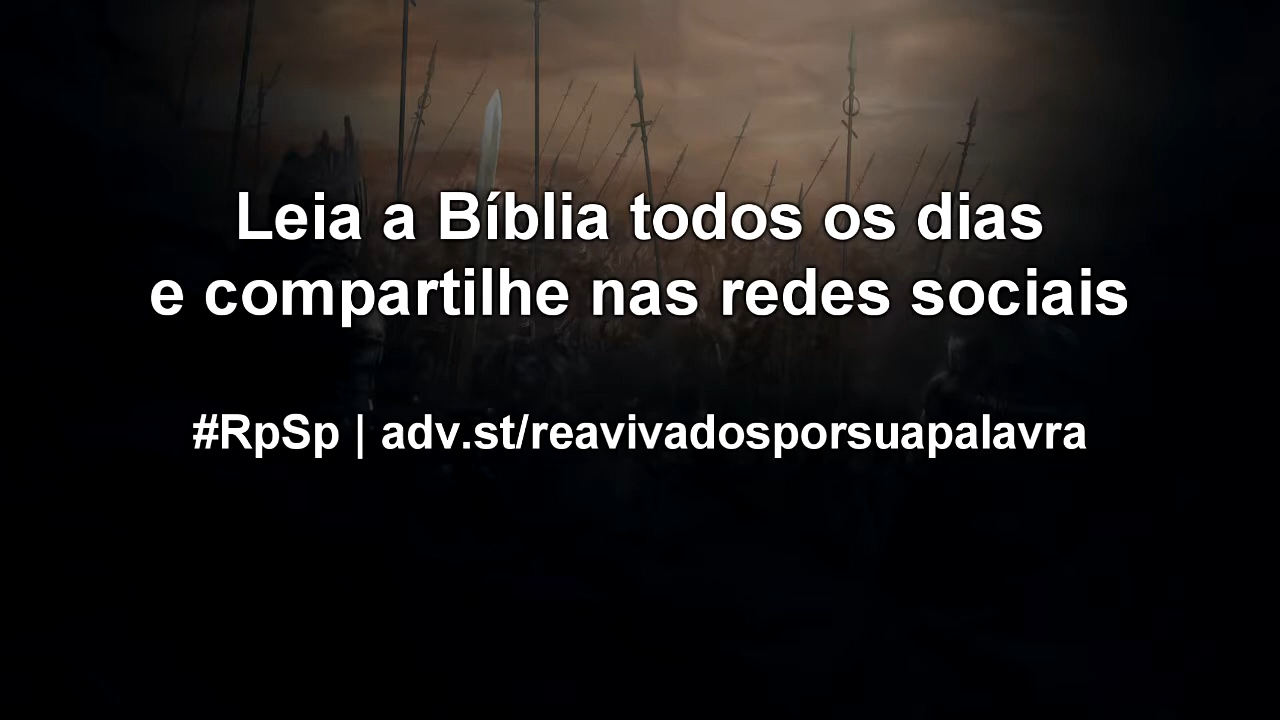 Leia a Bíblia todos os dias
e compartilhe nas redes sociais
#RpSp | adv.st/reavivadosporsuapalavra